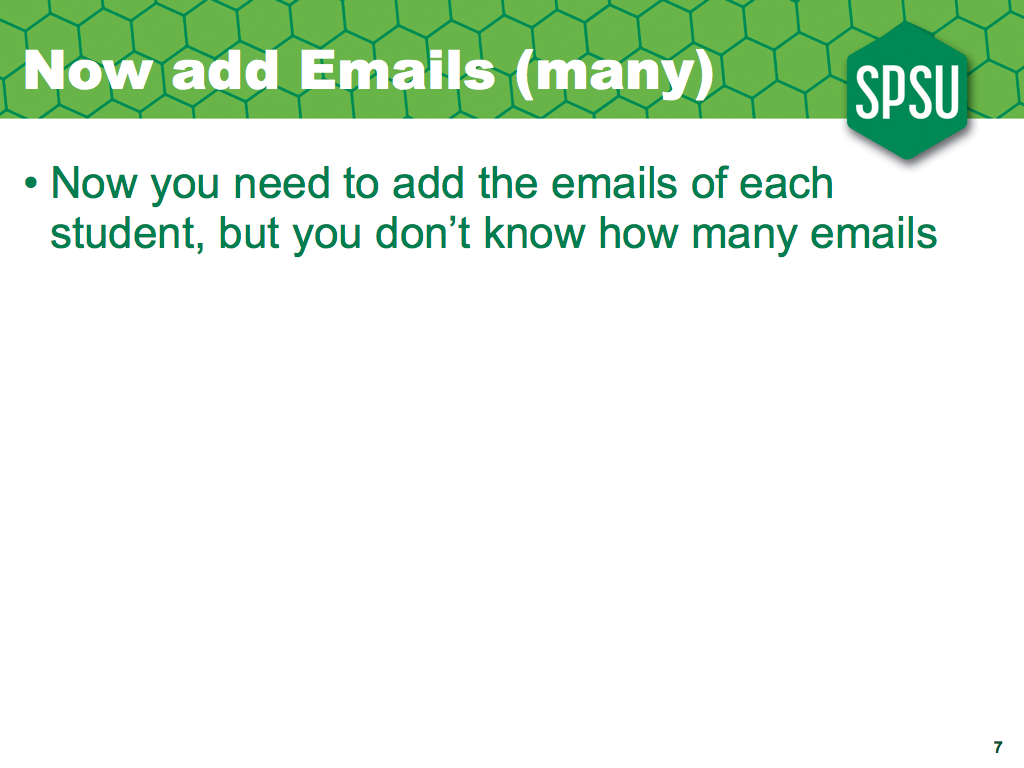 Now add Emails (many)
SPSU
• Now you need to add the emails of each
student, but you don’t know how many emails
7